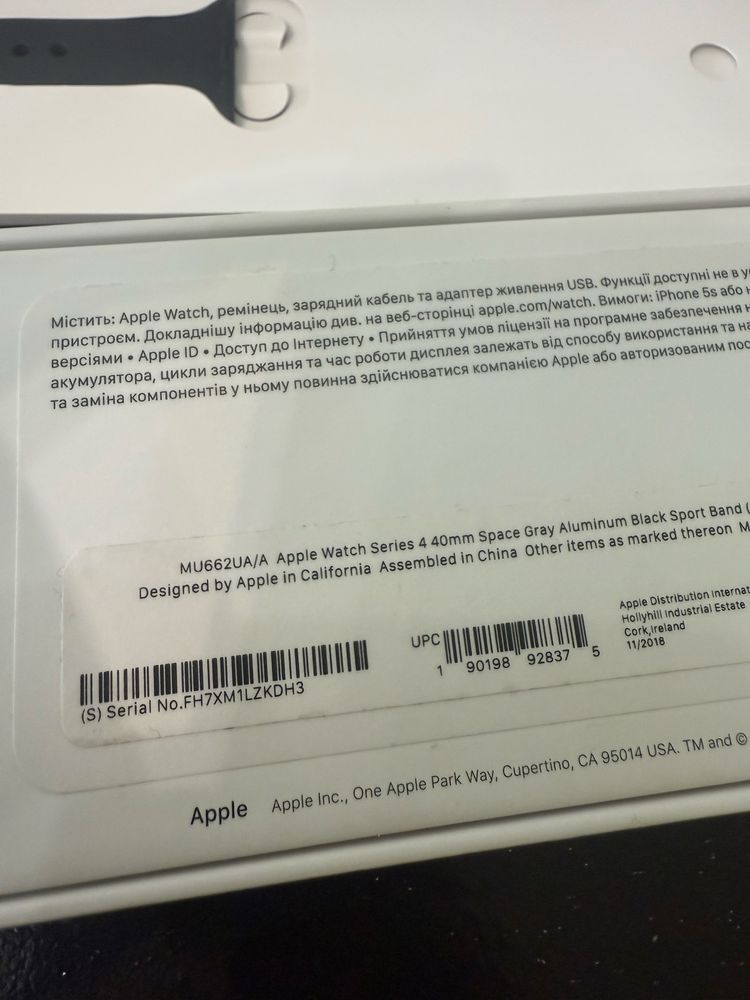 Містить: Apple Watch, ремінець, зарядний кабель та адаптер живлення USB. Функції доступні не в
пристроєм. Докладнішу інформацію див. на веб-сторінці apple.com/watch. Вимоги: iPhone 5s або
версіями • Apple ID • Доступ до Інтернету • Прийняття умов ліцензії на програмне забезпечення
акумулятора, цикли заряджання та час роботи дисплея залежать від способу використання та
та заміна компонентів у ньому повинна здійснюватися компанією Apple або авторизованим
MU662UA/A Apple Watch Series 4 40mm Space Gray Aluminum Black Sport Band (
Designed by Apple in California Assembled in China Other items as marked thereon M
Apple Distribution Internat
Hollyhill Industrial Estate
Cork,Ireland
11/2018
UPC
1 90198 92837 5
(S) Serial No.FH7XM1LZKDH3
Apple Apple Inc., One Apple Park Way, Cupertino, CA 95014 USA. TM and ©